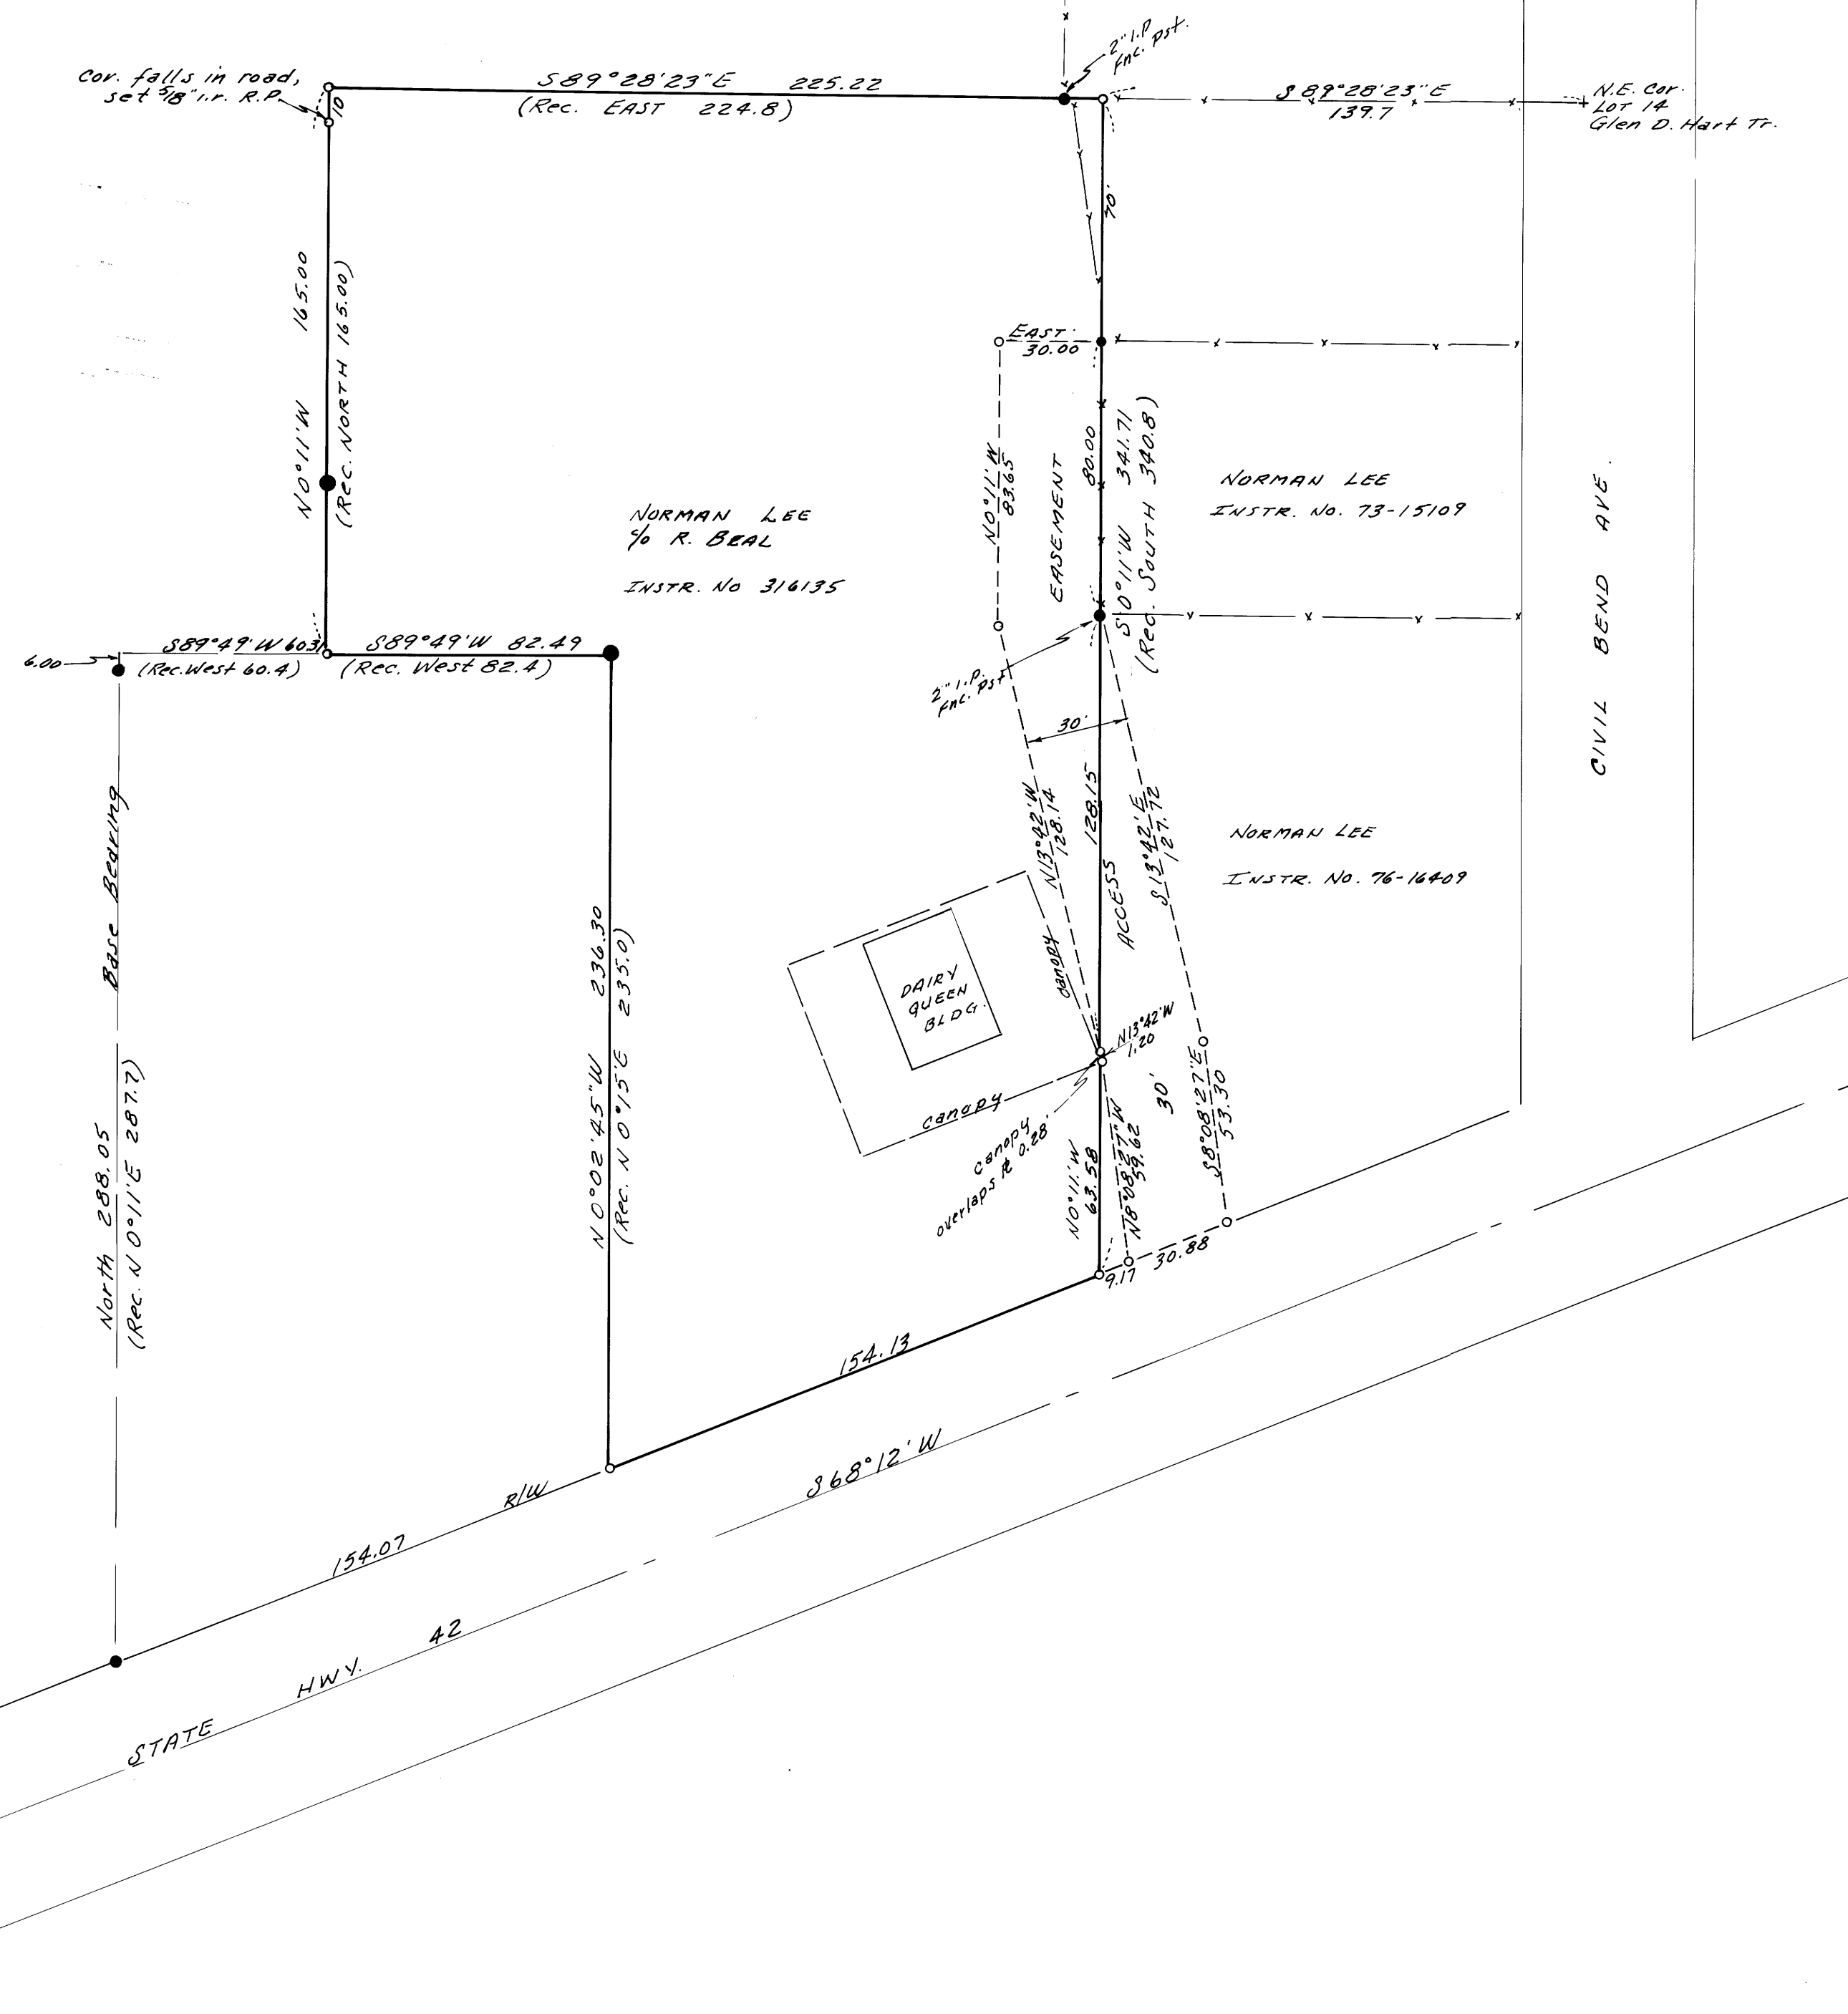 2" I.P
Fnc. Pst.
Cor. falls in road,
set 5/8" i.r. R.P.
10
S89°28'23"E 225.22
(Rec. EAST 224.8)
S89°28'23"E
139.7
N.E. Cor.
LOT 14
Glen D. Hart Tr.
70'
N0°11'W 165.00
(Rec. NORTH 165.00)
EAST
30.00
N0°11'W
83.65
EASEMENT
80.00
S0°11'W 341.71
(Rec. SOUTH 340.8)
NORMAN LEE
INSTR. No. 73-15109
NORMAN LEE
c/o R. BEAL
INSTR. No 316135
CIVIL BEND AVE.
6.00
S89°49'W 60.31
(Rec. West 60.4)
S89°49'W 82.49
(Rec. West 82.4)
2" I.P.
Fnc. Pst
30'
N13°42'W
128.14
128.15
ACCESS
S13°42'E
127.72
NORMAN LEE
INSTR. No. 76-16409
Base Bearing
North 288.05
(Rec. N0°11'E 287.7)
N0°02'45"W 236.30
(Rec. N0°15'E 235.0)
DAIRY
QUEEN
BLDG.
canopy
canopy
N13°42'W
1.20
canopy
overlaps ℄ 0.28'
N0°11'W
63.58
N8°08'27"W
59.62
30'
S8°08'27"E
53.30
9.17
30.88
154.13
S68°12'W
R/W
154.07
STATE HWY. 42